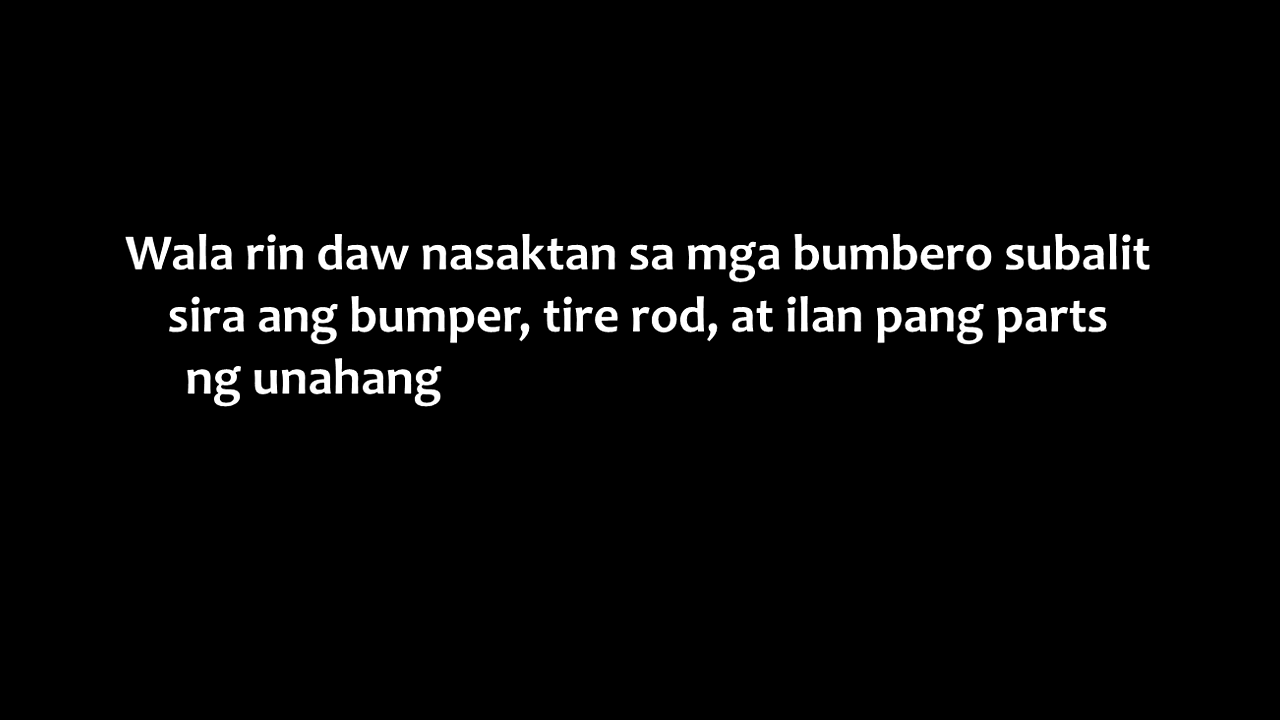 Wala rin daw nasaktan sa mga bumbero subalit
sira ang bumper, tire rod, at ilan pang parts
ng unahang